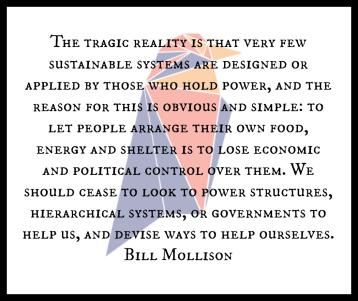 The tragic reality is that very few
sustainable systems are designed or
applied by those who hold power, and the
reason for this is obvious and simple: to
let people arrange their own food,
energy and shelter is to lose economic
and political control over them. We
should cease to look to power structures,
hierarchical systems, or governments to
help us, and devise ways to help ourselves.
Bill Mollison